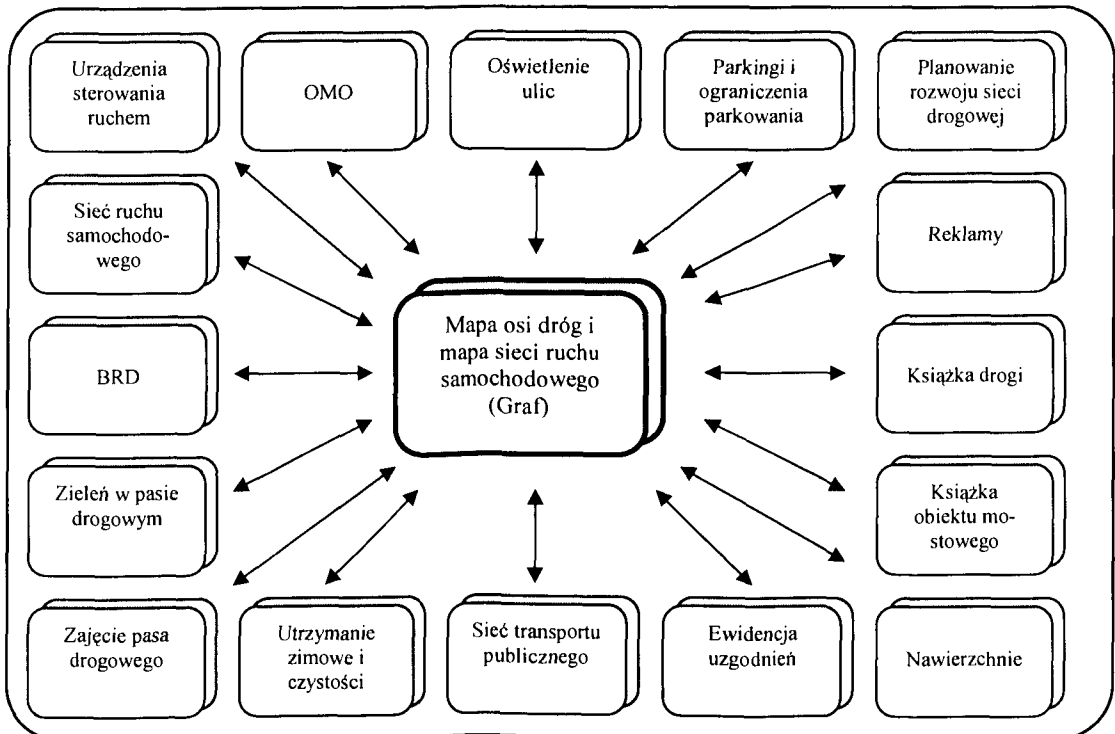 Urządzenia
sterowania
ruchem
OMO
Oświetlenie
ulic
Parkingi i
ograniczenia
parkowania
Planowanie
rozwoju sieci
drogowej
Sieć ruchu
samochodo-
wego
Reklamy
Mapa osi dróg i
mapa sieci ruchu
samochodowego
(Graf)
BRD
Książka drogi
Zieleń w pasie
drogowym
Książka
obiektu mo-
stowego
Zajęcie pasa
drogowego
Utrzymanie
zimowe i
czystości
Sieć transportu
publicznego
Ewidencja
uzgodnień
Nawierzchnie